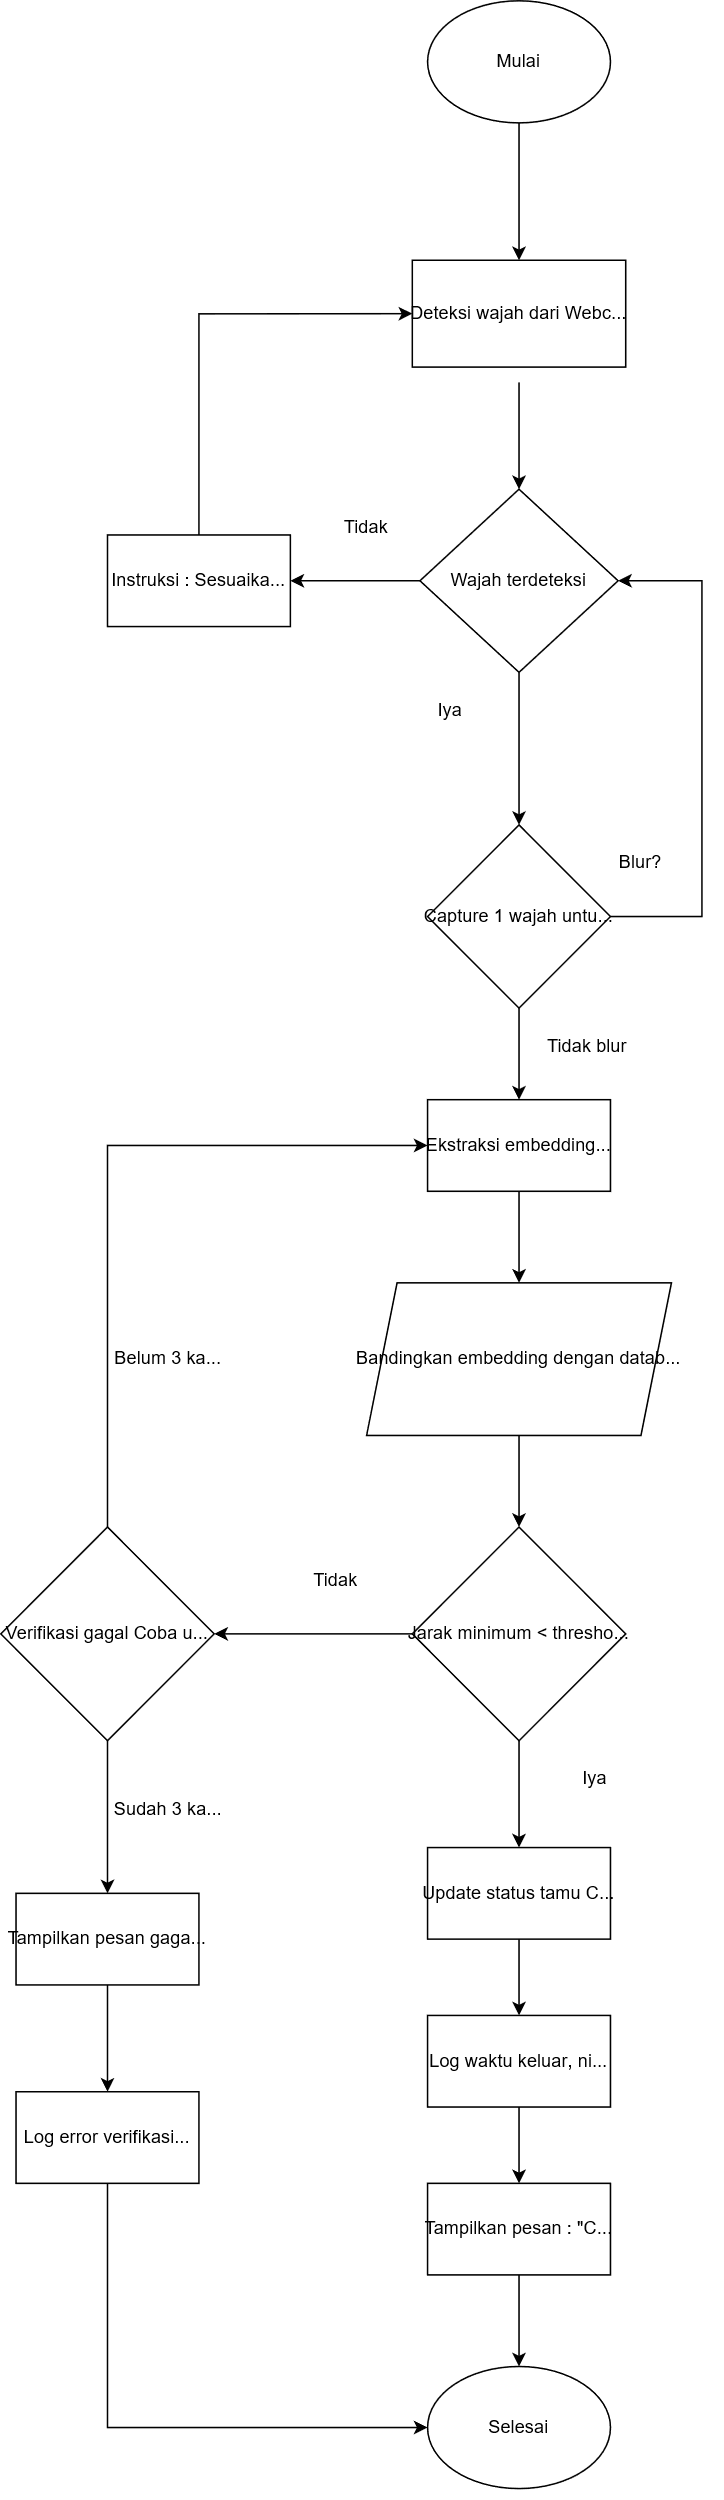 Mulai
Deteksi wajah dari Webc...
Tidak
Instruksi : Sesuaika...
Wajah terdeteksi
Iya
Blur?
Capture 1 wajah untu...
Tidak blur
Ekstraksi embedding...
Belum 3 ka...
Bandingkan embedding dengan datab...
Tidak
Verifikasi gagal Coba u...
Jarak minimum < thresho...
Iya
Sudah 3 ka...
Update status tamu C...
Tampilkan pesan gaga...
Log waktu keluar, ni...
Log error verifikasi...
Tampilkan pesan : "C...
Selesai